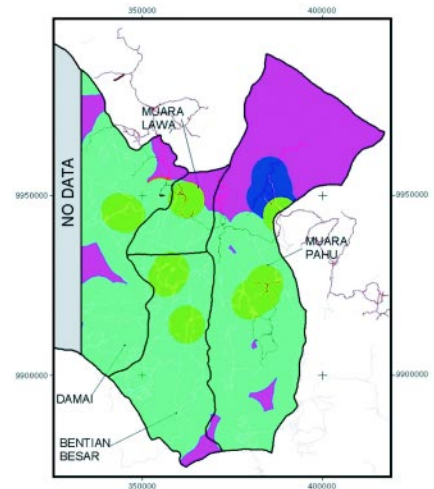 350000 400000
MUARA
LAWA
NO DATA
9950000 9950000
MUARA
PAHU
9900000 9900000
DAMAI
BENTIAN
BESAR
350000 400000